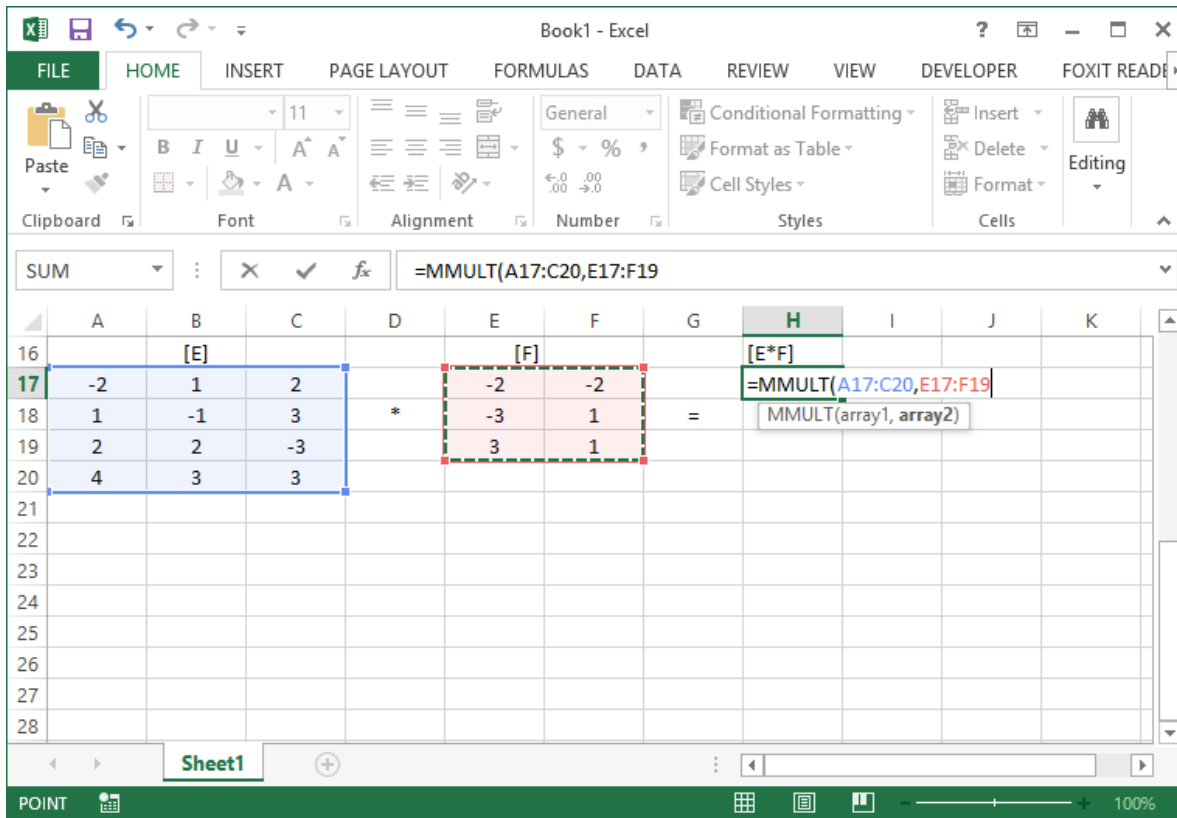 Book1 - Excel ?
FILE HOME INSERT PAGE LAYOUT FORMULAS DATA REVIEW VIEW DEVELOPER FOXIT READE
11 General Conditional Formatting Insert
Paste B I U A A $ % , Format as Table Delete Editing
A .0 .00 .00 .0 Cell Styles Format
Clipboard Font Alignment Number Styles Cells
SUM fx =MMULT(A17:C20,E17:F19
A B C D E F G H I J K
16 [E] [F] [E*F]
17 -2 1 2 -2 -2 =MMULT(A17:C20,E17:F19
18 1 -1 3 * -3 1 = MMULT(array1, array2)
19 2 2 -3 3 1
20 4 3 3
21
22
23
24
25
26
27
28
Sheet1
POINT 100%